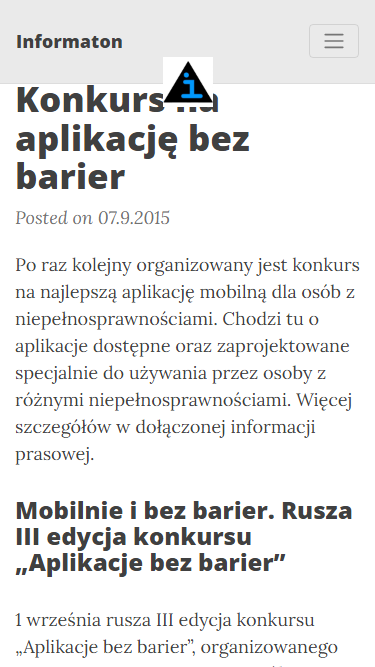 Informaton
Konkurs na
aplikację bez
barier
Posted on 07.9.2015
Po raz kolejny organizowany jest konkurs
na najlepszą aplikację mobilną dla osób z
niepełnosprawnościami. Chodzi tu o
aplikacje dostępne oraz zaprojektowane
specjalnie do używania przez osoby z
różnymi niepełnosprawnościami. Więcej
szczegółów w dołączonej informacji
prasowej.
Mobilnie i bez barier. Rusza
III edycja konkursu
„Aplikacje bez barier”
1 września rusza III edycja konkursu
„Aplikacje bez barier”, organizowanego